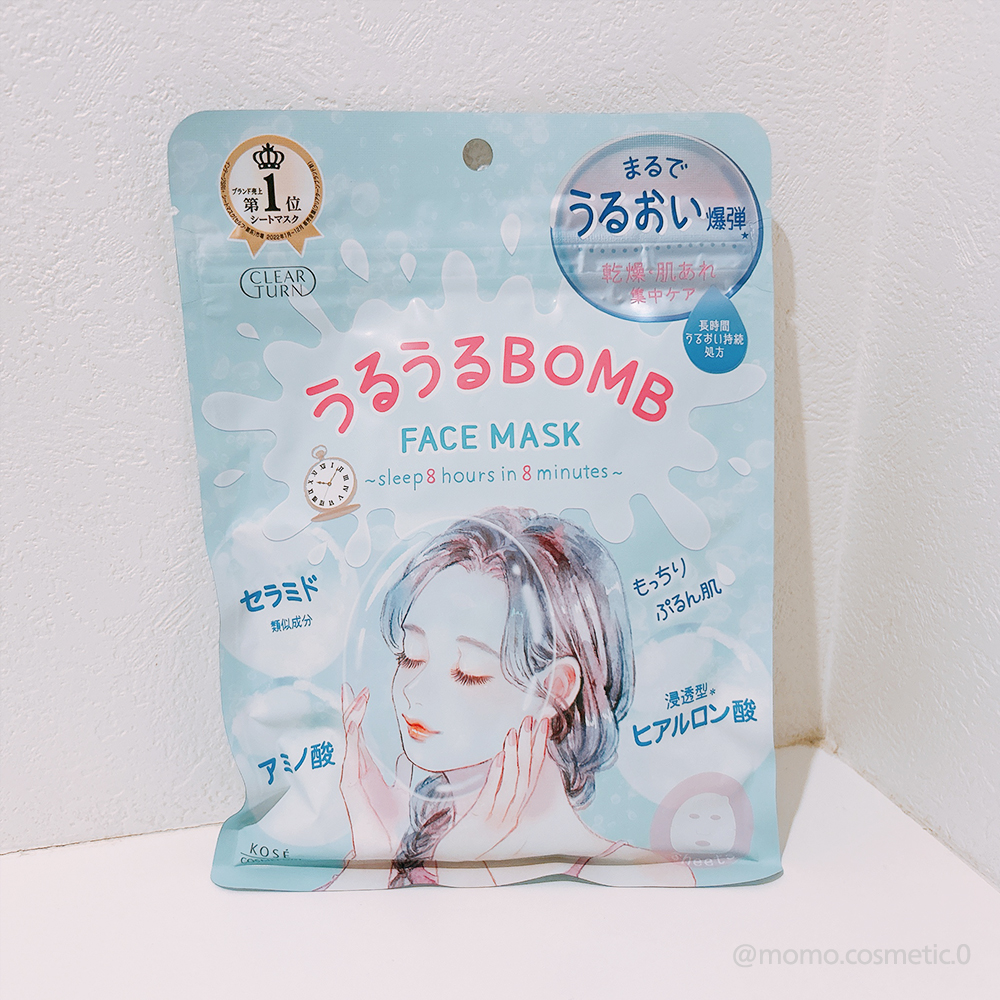 ブランド売上
第1位
シートマスク
CLEAR
TURN
まるで
うるおい爆弾
乾燥・肌あれ
集中ケア
長時間
うるおい持続
処方
うるうるBOMB
FACE MASK
~sleep 8 hours in 8 minutes~
セラミド
類似成分
もっちり
ぷるん肌
アミノ酸
浸透型*
ヒアルロン酸
KOSÉ
@momo.cosmetic.0